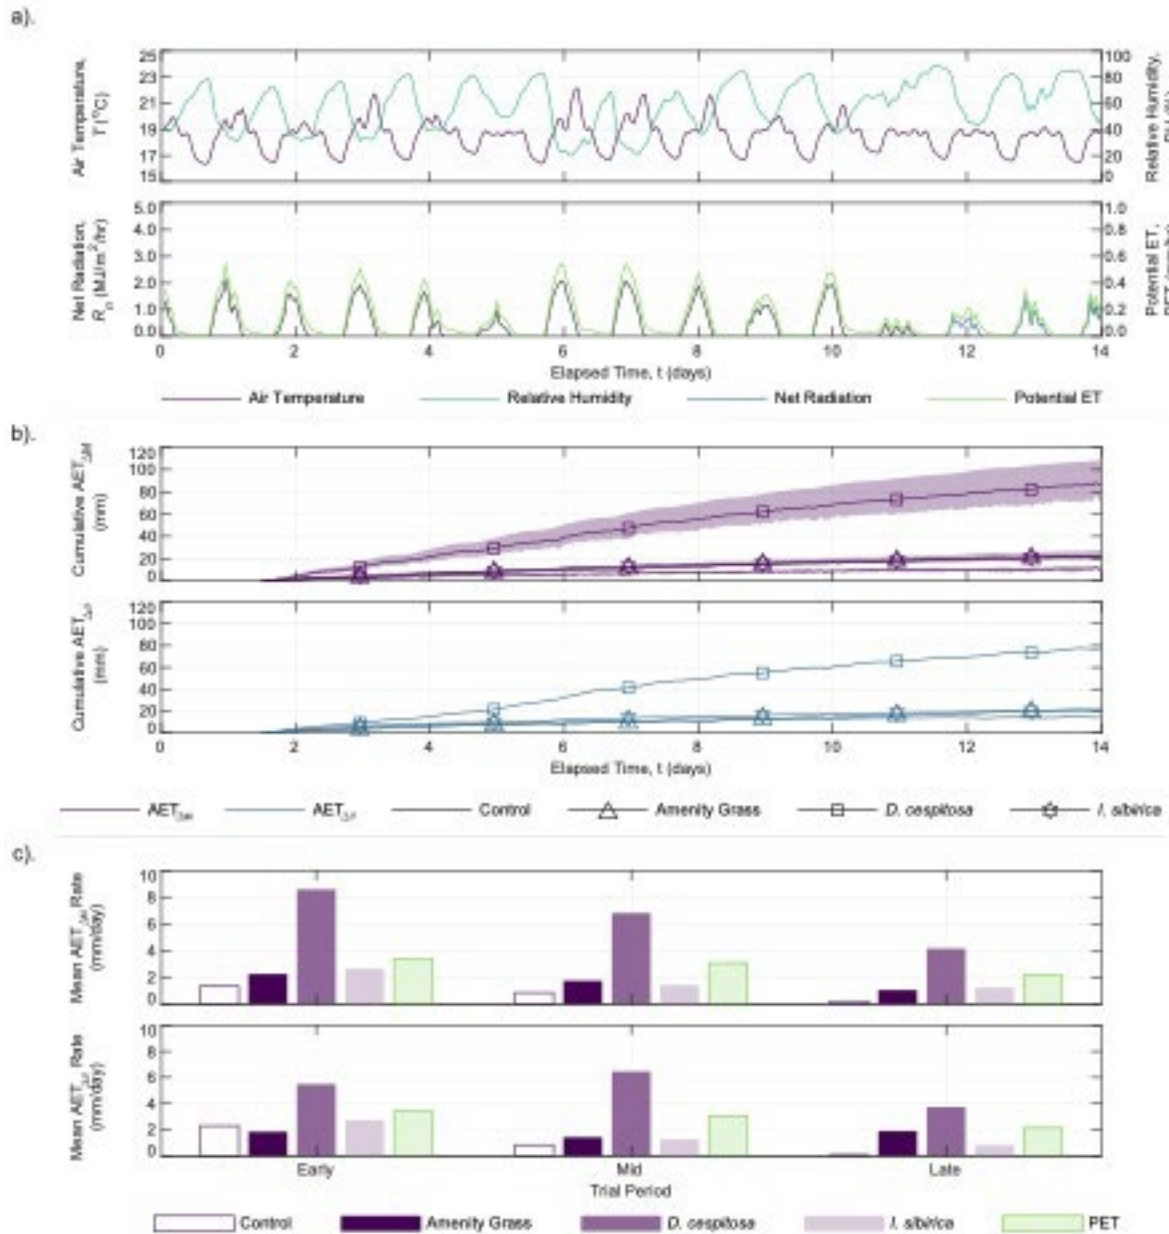 a).
Air Temperature,
T (°C)
25
23
21
19
17
15
100
80
60
40
20
0
Relative Humidity,
Net Radiation,
Rn (MJ/m²/hr)
5.0
4.0
3.0
2.0
1.0
0.0
1.0
0.8
0.6
0.4
0.2
0.0
Potential ET,
0 2 4 6 8 10 12 14
Elapsed Time, t (days)
Air Temperature Relative Humidity Net Radiation Potential ET
b).
Cumulative AET
(mm)
120
100
80
60
40
20
0
Cumulative AET
(mm)
120
100
80
60
40
20
0
0 2 4 6 8 10 12 14
Elapsed Time, t (days)
AET AET Control Amenity Grass D. cespitosa I. sibirica
c).
Mean AET Rate
(mm/day)
10
8
6
4
2
0
Mean AET Rate
(mm/day)
10
8
6
4
2
0
Early Mid Late
Trial Period
Control Amenity Grass D. cespitosa I. sibirica PET